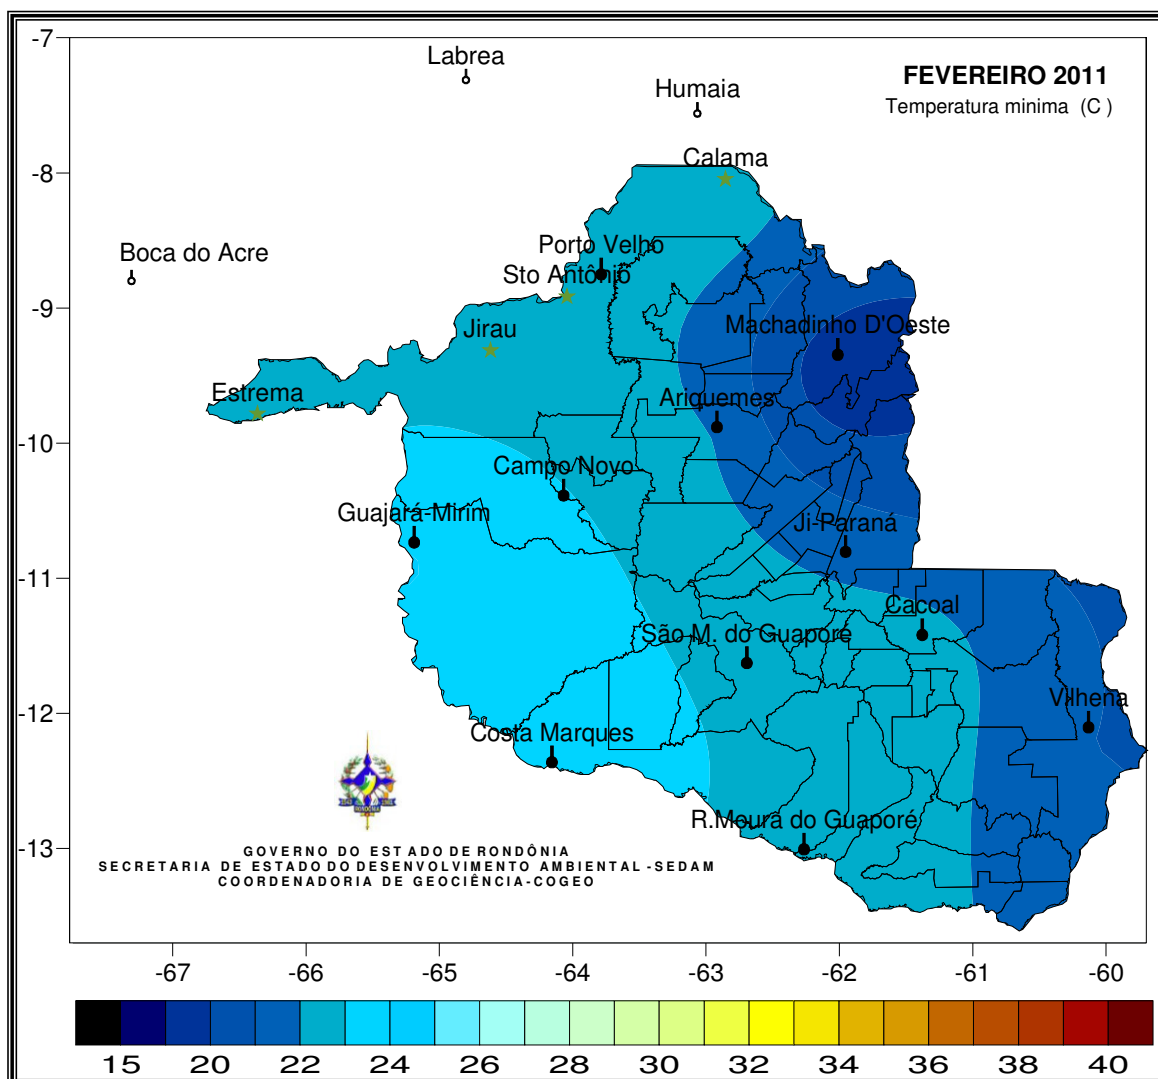 -7
Labrea
FEVEREIRO 2011
Humaia
Temperatura minima (C )
Calama
-8
Porto Velho
Boca do Acre
Sto Antônio
-9
Jirau
Machadinho D'Oeste
Estrema
Ariquemes
-10
Campo Novo
Guajará-Mirim
Ji-Paraná
-11
Cacoal
São M. do Guaporé
Vilhena
-12
Costa Marques
R.Moura do Guaporé
-13
GOVERNO DO ESTADO DE RONDÔNIA
SECRETARIA DE ESTADO DO DESENVOLVIMENTO AMBIENTAL -SEDAM
COORDENADORIA DE GEOCIÊNCIA-COGEO
-67 -66 -65 -64 -63 -62 -61 -60
15 20 22 24 26 28 30 32 34 36 38 40